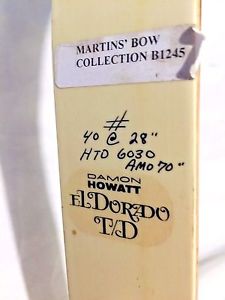 MARTINS' BOW
COLLECTION B1245
#
40 @ 28"
HTD 6030
AMO 70"
DAMON
HOWATT
ELDORADO
T/D